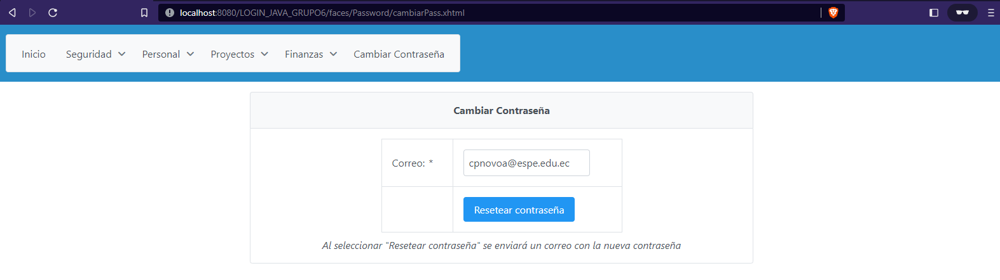 localhost:8080/LOGIN_JAVA_GRUPO6/faces/Password/cambiarPass.xhtml
Inicio Seguridad Personal Proyectos Finanzas Cambiar Contraseña
Cambiar Contraseña
Correo: * cpnovoa@espe.edu.ec
Resetear contraseña
Al seleccionar "Resetear contraseña" se enviará un correo con la nueva contraseña